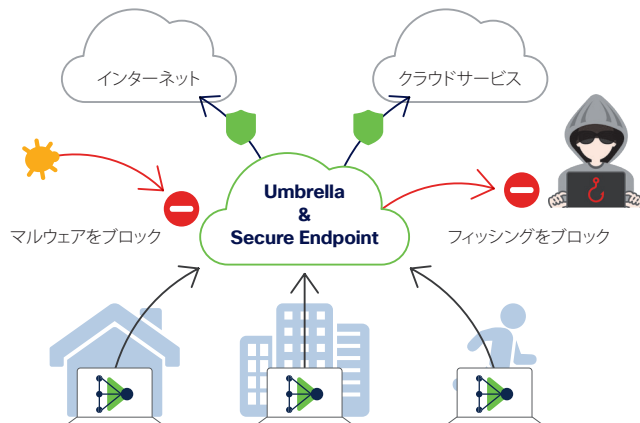 インターネット
クラウドサービス
Umbrella
&
Secure Endpoint
マルウェアをブロック
フィッシングをブロック